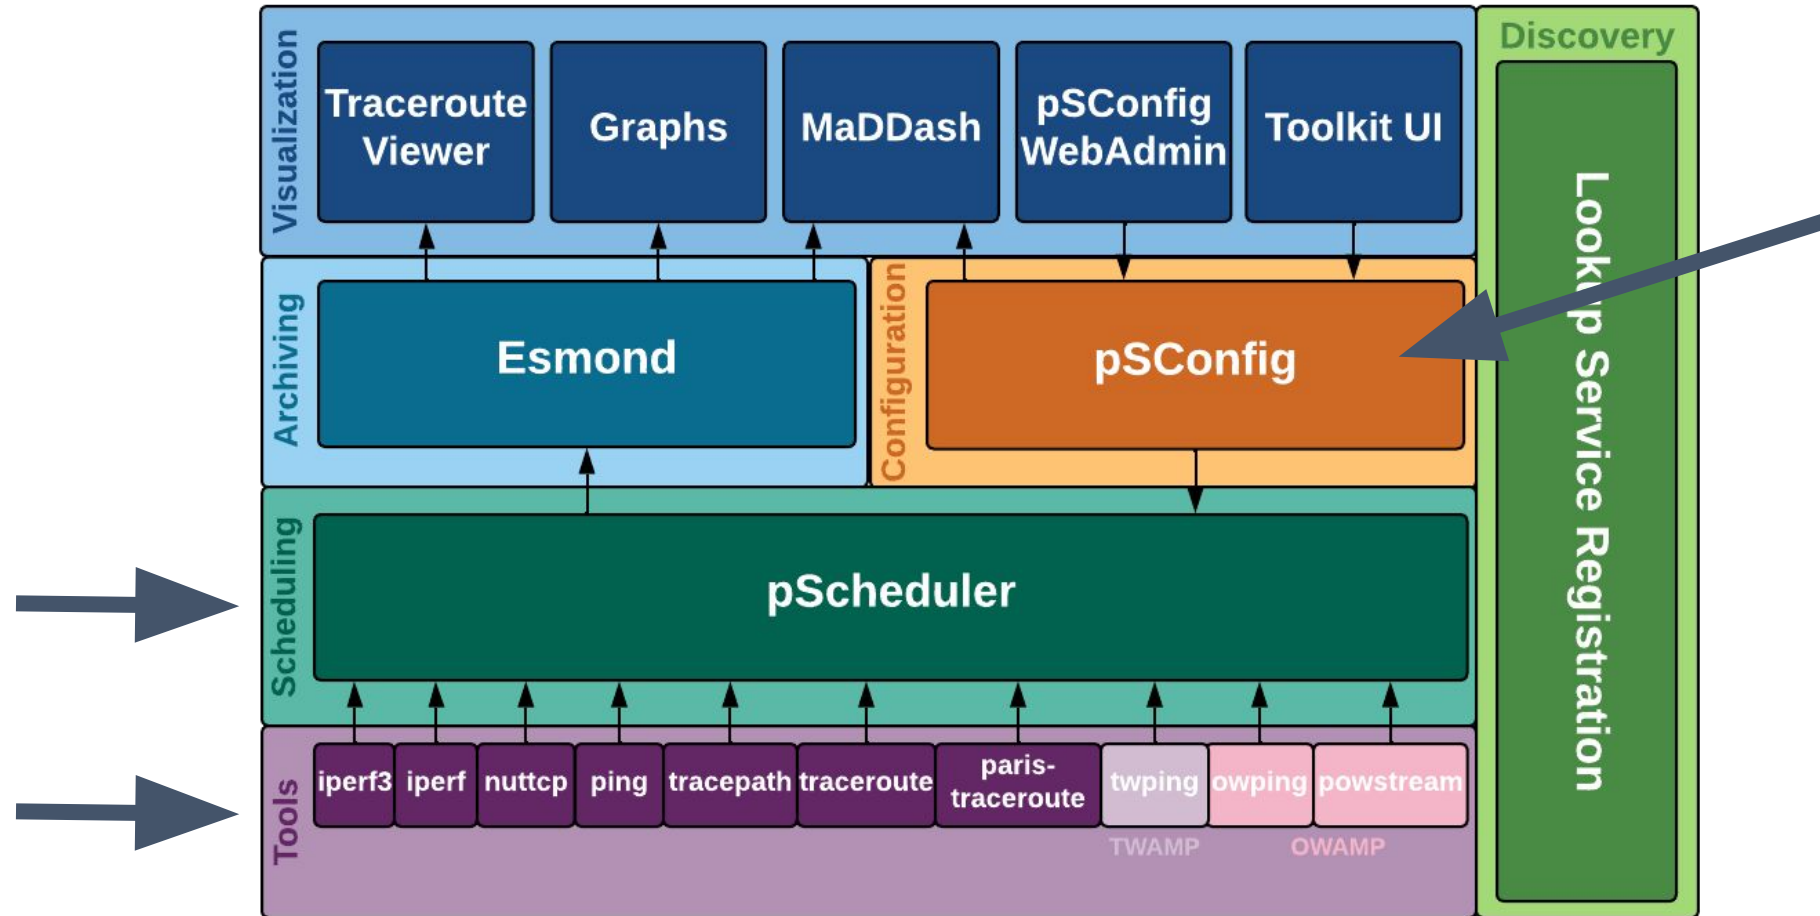 Visualization
Traceroute
Viewer
Graphs
MaDDash
pSConfig
WebAdmin
Toolkit UI
Discovery
Lookup Service Registration
Archiving
Esmond
Configuration
pSConfig
Scheduling
pScheduler
Tools
iperf3
iperf
nuttcp
ping
tracepath
traceroute
paris-
traceroute
twping
owping
powstream
TWAMP
OWAMP